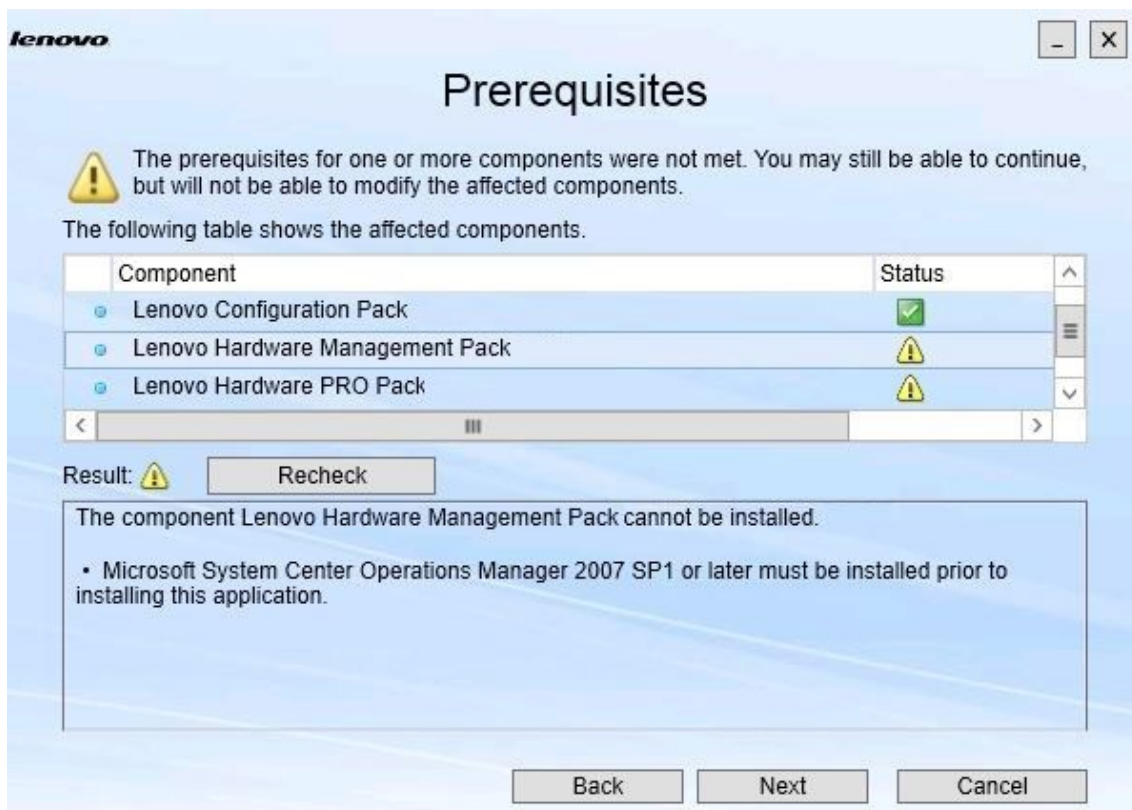 lenovo
Prerequisites
The prerequisites for one or more components were not met. You may still be able to continue,
but will not be able to modify the affected components.
The following table shows the affected components.
Component Status
Lenovo Configuration Pack
Lenovo Hardware Management Pack
Lenovo Hardware PRO Pack
Result: Recheck
The component Lenovo Hardware Management Pack cannot be installed.
• Microsoft System Center Operations Manager 2007 SP1 or later must be installed prior to
installing this application.
Back Next Cancel